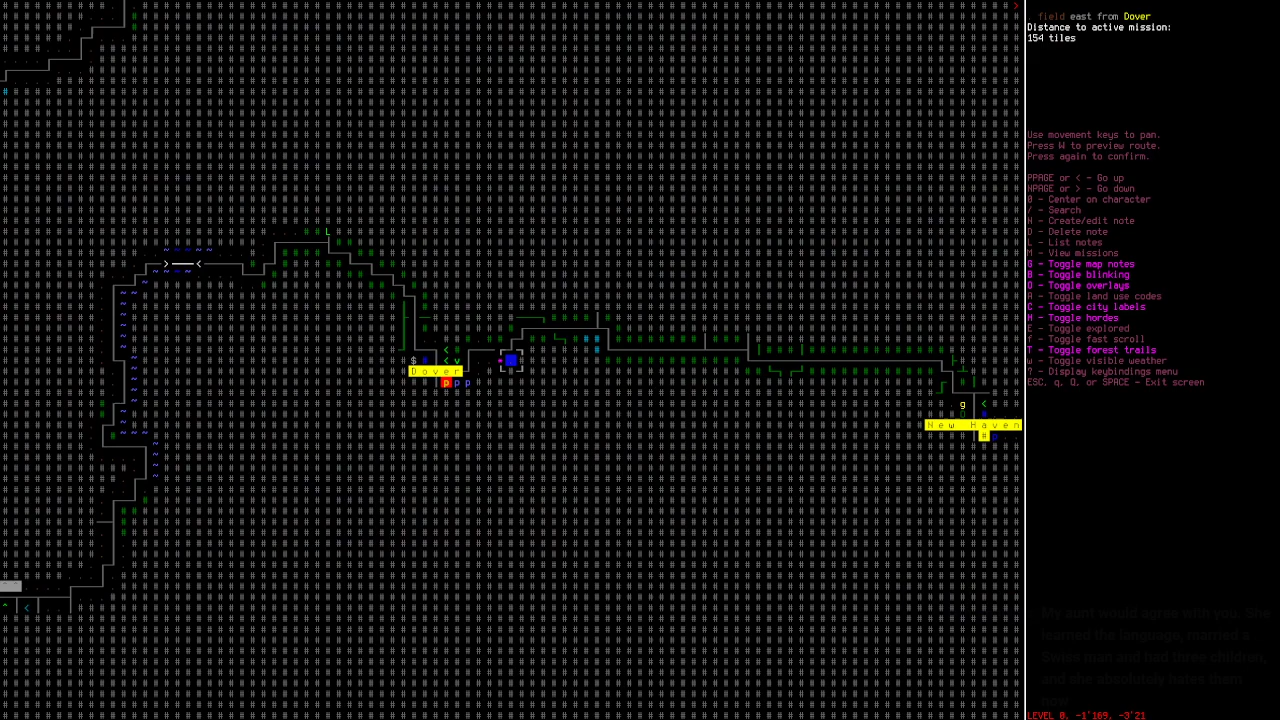 . field east from Dover
Distance to active mission:
154 tiles
Use movement keys to pan.
Press W to preview route.
Press again to confirm.
PPAGE or < - Go up
NPAGE or > - Go down
0 - Center on character
/ - Search
N - Create/edit note
D - Delete note
L - List notes
M - View missions
G - Toggle map notes
B - Toggle blinking
O - Toggle overlays
A - Toggle land use codes
C - Toggle city labels
H - Toggle hordes
E - Toggle explored
f - Toggle fast scroll
T - Toggle forest trails
w - Toggle visible weather
? - Display keybindings menu
ESC, q, Q, or SPACE - Exit screen
Dover
New Haven
My aunt would agree with you. She
learned the language, married a
Swiss man and had three children,
and she absolutely hates them
now.
LEVEL 0, -1'169, -3'21